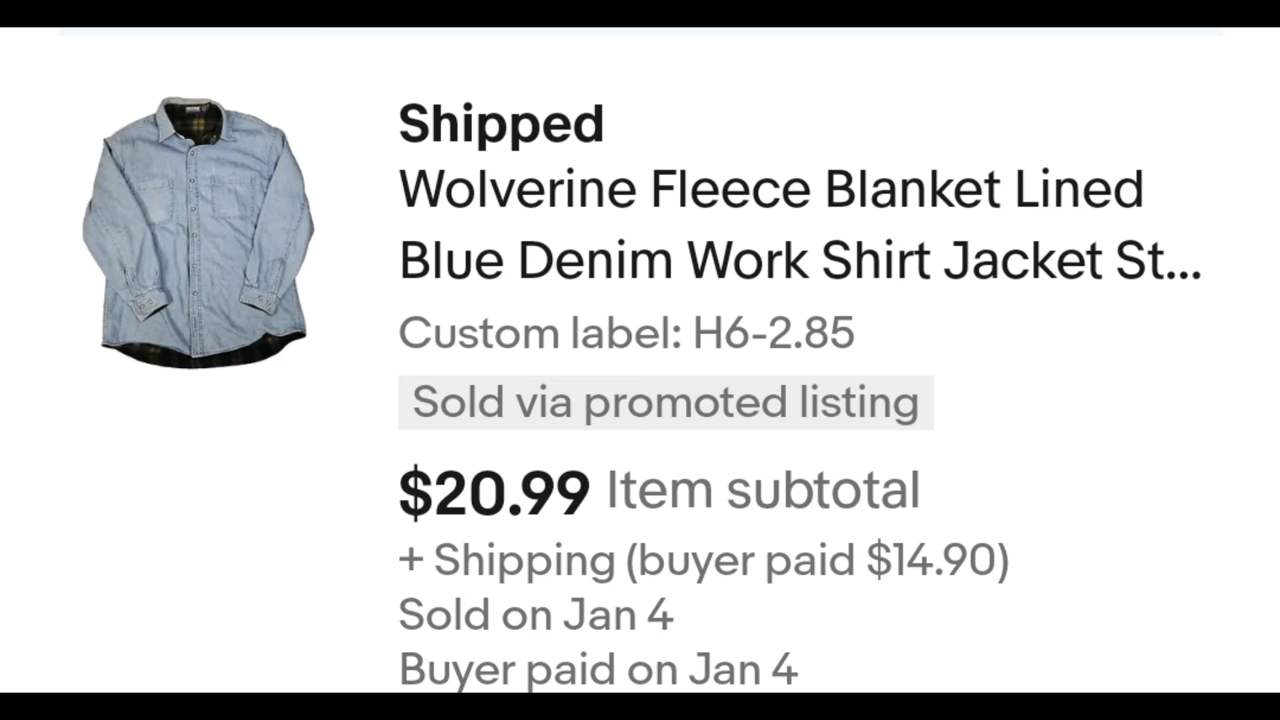 Shipped
Wolverine Fleece Blanket Lined
Blue Denim Work Shirt Jacket St...
Custom label: H6-2.85
Sold via promoted listing
$20.99 Item subtotal
+ Shipping (buyer paid $14.90)
Sold on Jan 4
Buyer paid on Jan 4